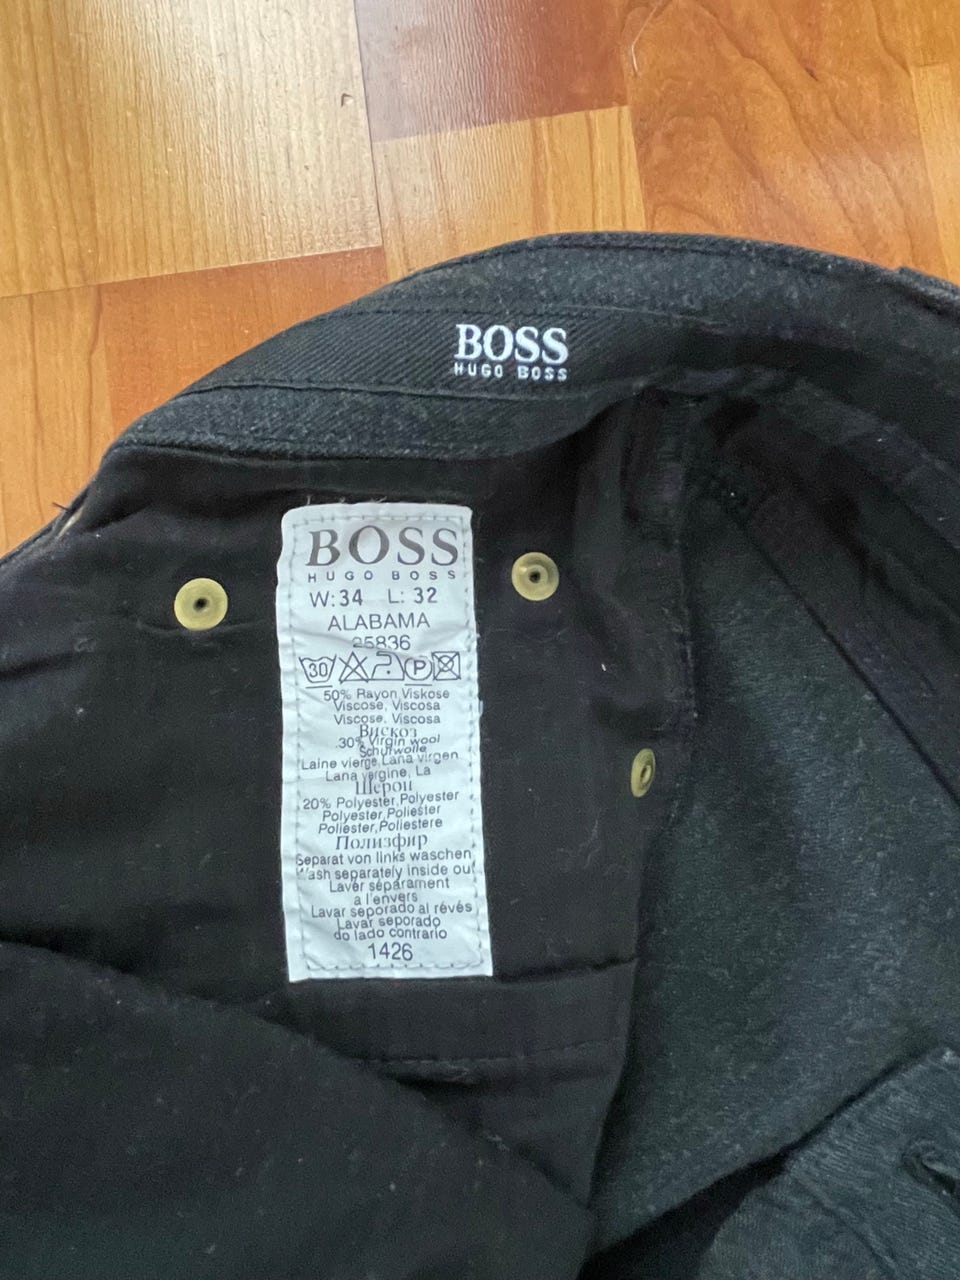 BOSS
HUGO BOSS
BOSS
HUGO BOSS
W:34 L: 32
ALABAMA
25836
30 P
50% Rayon Viskose
Viscose, Viscosa
Viscose, Viscosa
Вискоз
30% Virgin wool
Schurwolle
Laine vierge, Lana virgen
Lana vergine, La
Шерон
20% Polyester, Polyester
Polyester, Poliester
Poliester, Poliestere
Полизфир
Separat von links waschen
Wash separately inside out
Laver séparament
a l'envers
Lavar seporado al révés
Lavar seporado
do lado contrario
1426